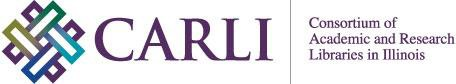 CARLI
Consortium of
Academic and Research
Libraries in Illinois